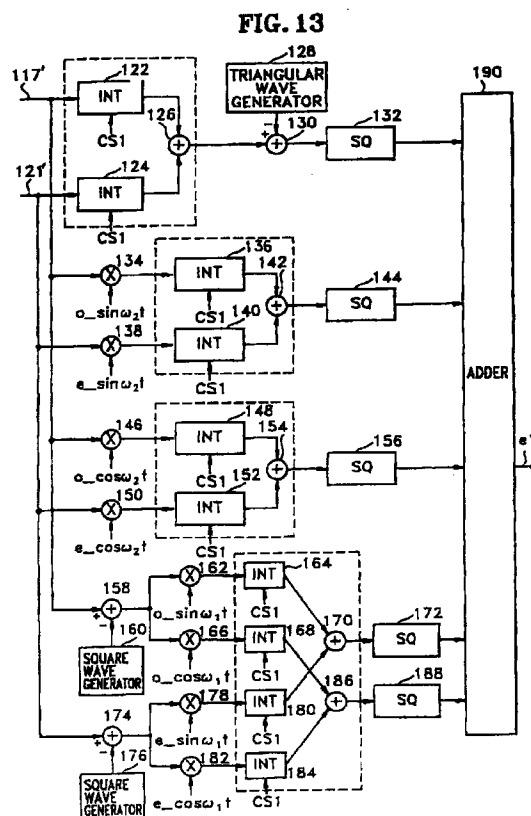 FIG. 13
117'
122
INT
CS1
126
128
TRIANGULAR
WAVE
GENERATOR
130
132
SQ
190
121'
124
INT
CS1
134
o_sinω₂t
136
INT
CS1
142
144
SQ
138
e_sinω₂t
140
INT
CS1
ADDER
146
o_cosω₂t
148
INT
CS1
154
156
SQ
e'
150
e_cosω₂t
152
INT
CS1
158
160
SQUARE
WAVE
GENERATOR
162
o_sinω₁t
164
INT
CS1
170
172
SQ
166
o_cosω₁t
168
INT
CS1
186
188
SQ
174
176
SQUARE
WAVE
GENERATOR
178
e_sinω₁t
180
INT
CS1
182
e_cosω₁t
184
INT
CS1